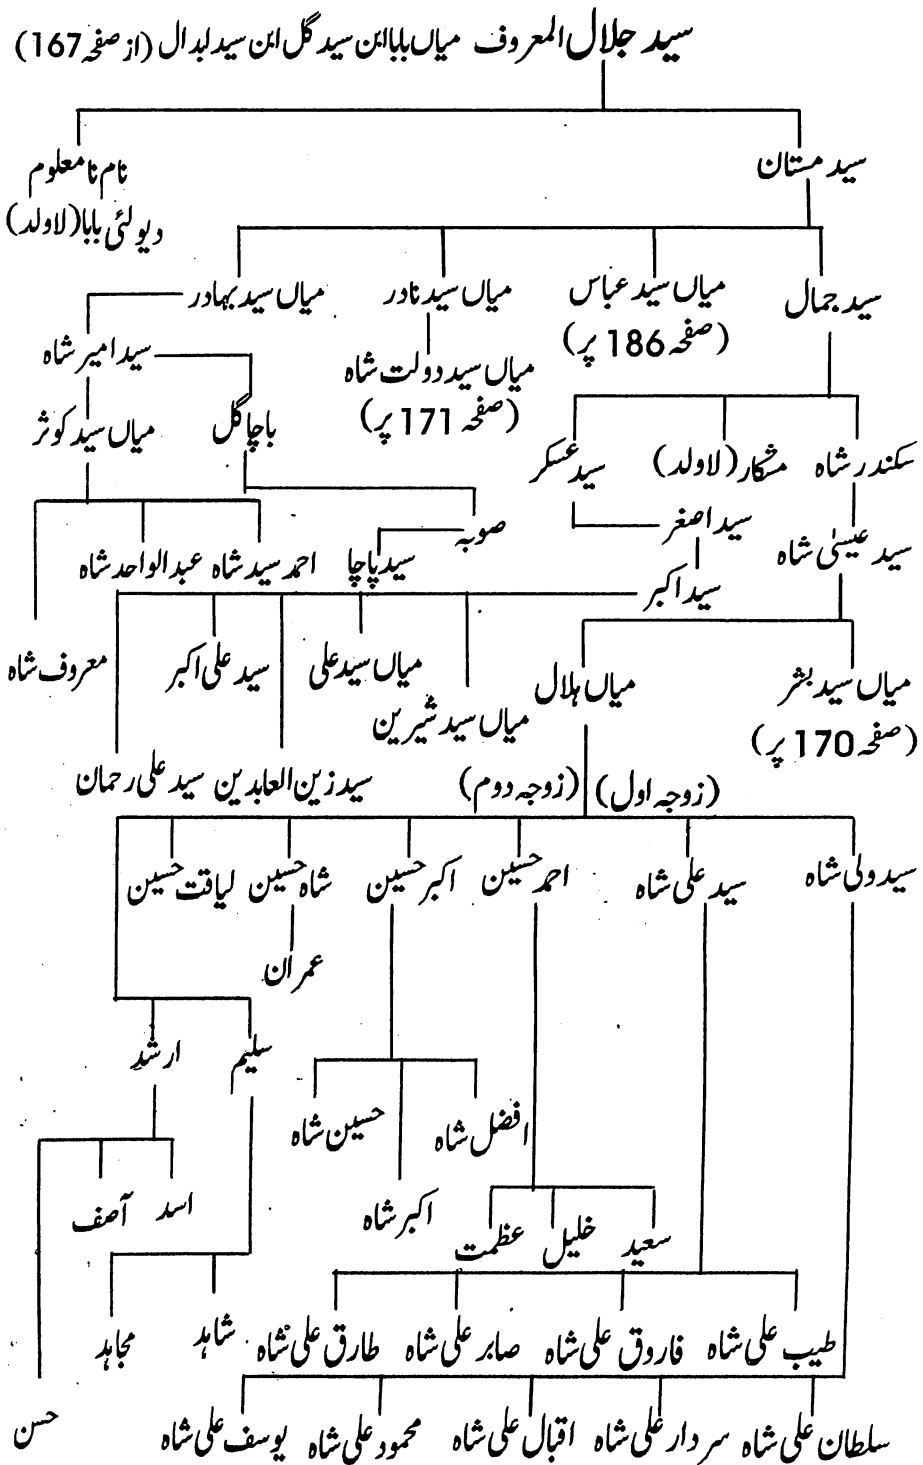 سید جلال المعروف میاں بابا ابن سید گل ابن سید ابدال (از صفحہ 167)
سید مستان
نام نا معلوم
دیولئی بابا (لاولد)
سید جمال
میاں سید عباس
(صفحہ 186 پر)
میاں سید نادر
میاں سید بہادر
میاں سید دولت شاہ
(صفحہ 171 پر)
سید امیر شاہ
باچا گل
میاں سید کوثر
سکندر شاہ
مشکار (لاولد)
سید عسکر
سید اصغر
صوبہ
سید عیسیٰ شاہ
سید پاچا
احمد سید شاہ
عبدالواحد شاہ
سید اکبر
معروف شاہ
میاں سید بشر
(صفحہ 170 پر)
میاں ہلال
میاں سید شیرین
میاں سید علی
سید علی اکبر
سید زین العابدین
سید علی رحمان
(زوجہ اول)
(زوجہ دوم)
سید ولی شاہ
سید علی شاہ
احمد حسین
اکبر حسین
شاہ حسین
لیاقت حسین
عمران
سلیم
ارشد
افضل شاہ
حسین شاہ
اکبر شاہ
اسد
آصف
سعید
خلیل
عظمت
شاہد
مجاہد
طیب علی شاہ
فاروق علی شاہ
صابر علی شاہ
طارق علی شاہ
سلطان علی شاہ
سردار علی شاہ
اقبال علی شاہ
محمود علی شاہ
یوسف علی شاہ
حسن